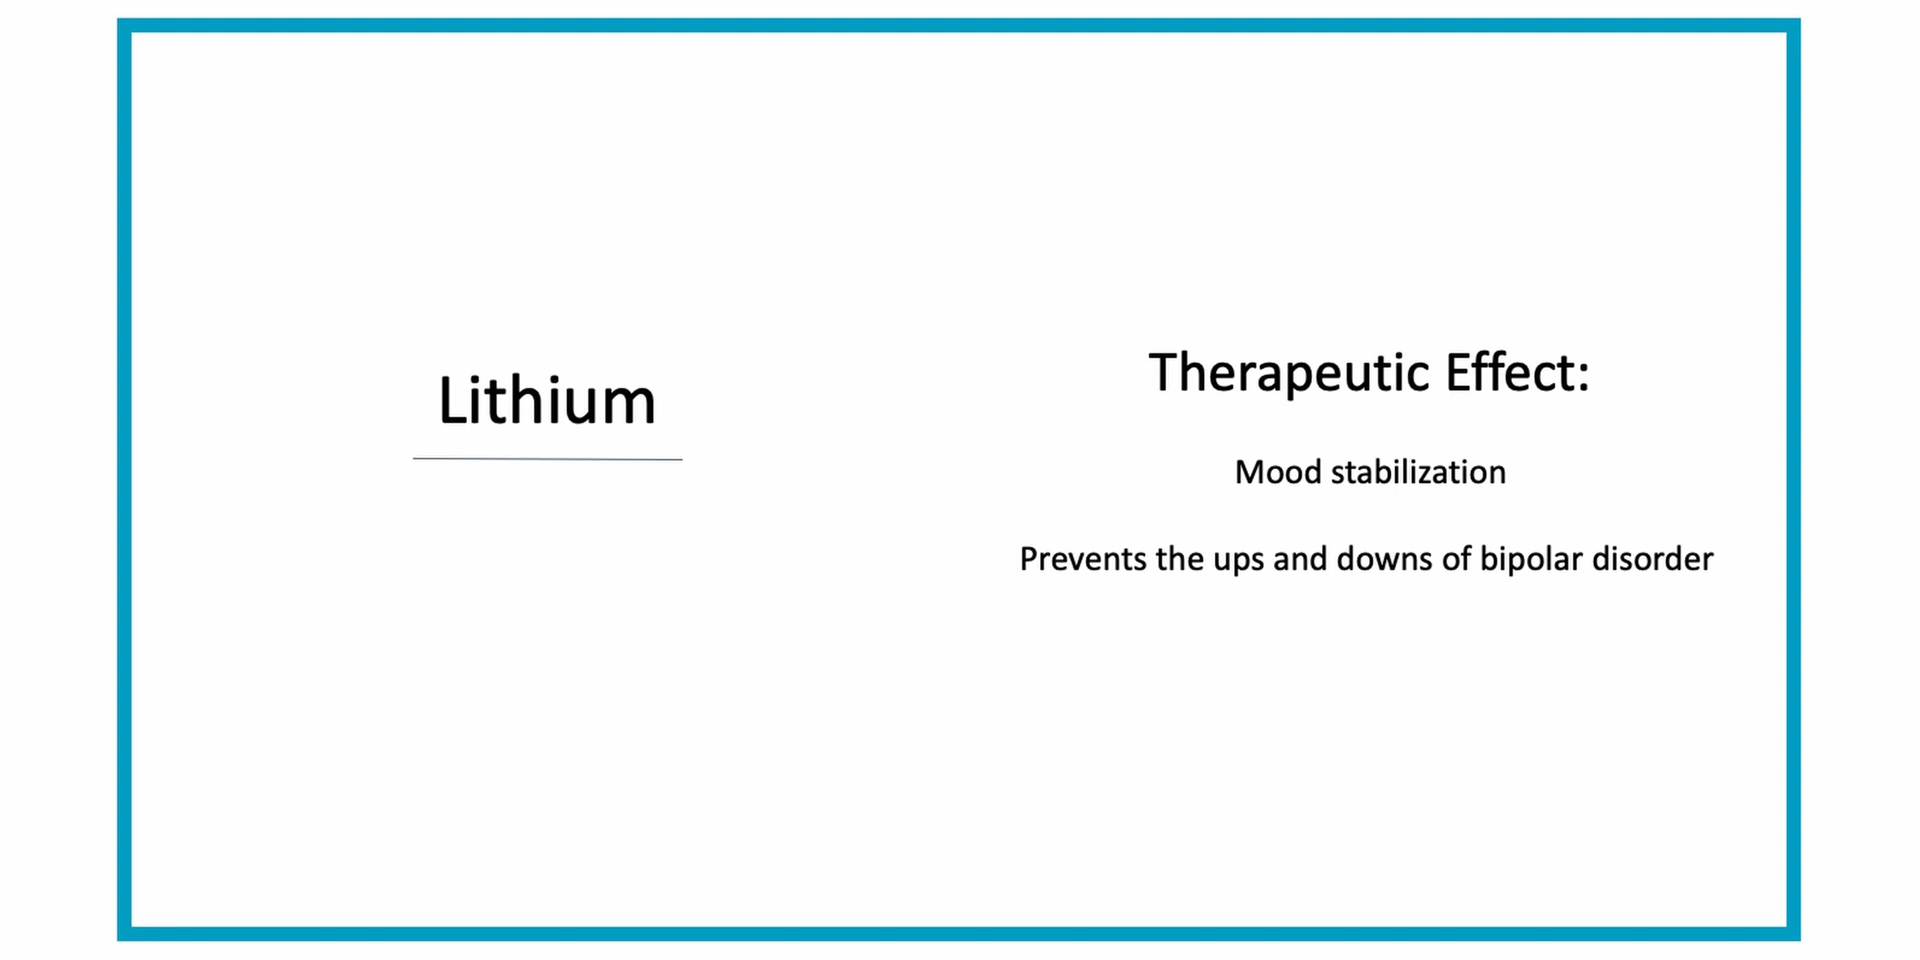 Lithium
Therapeutic Effect:
Mood stabilization
Prevents the ups and downs of bipolar disorder